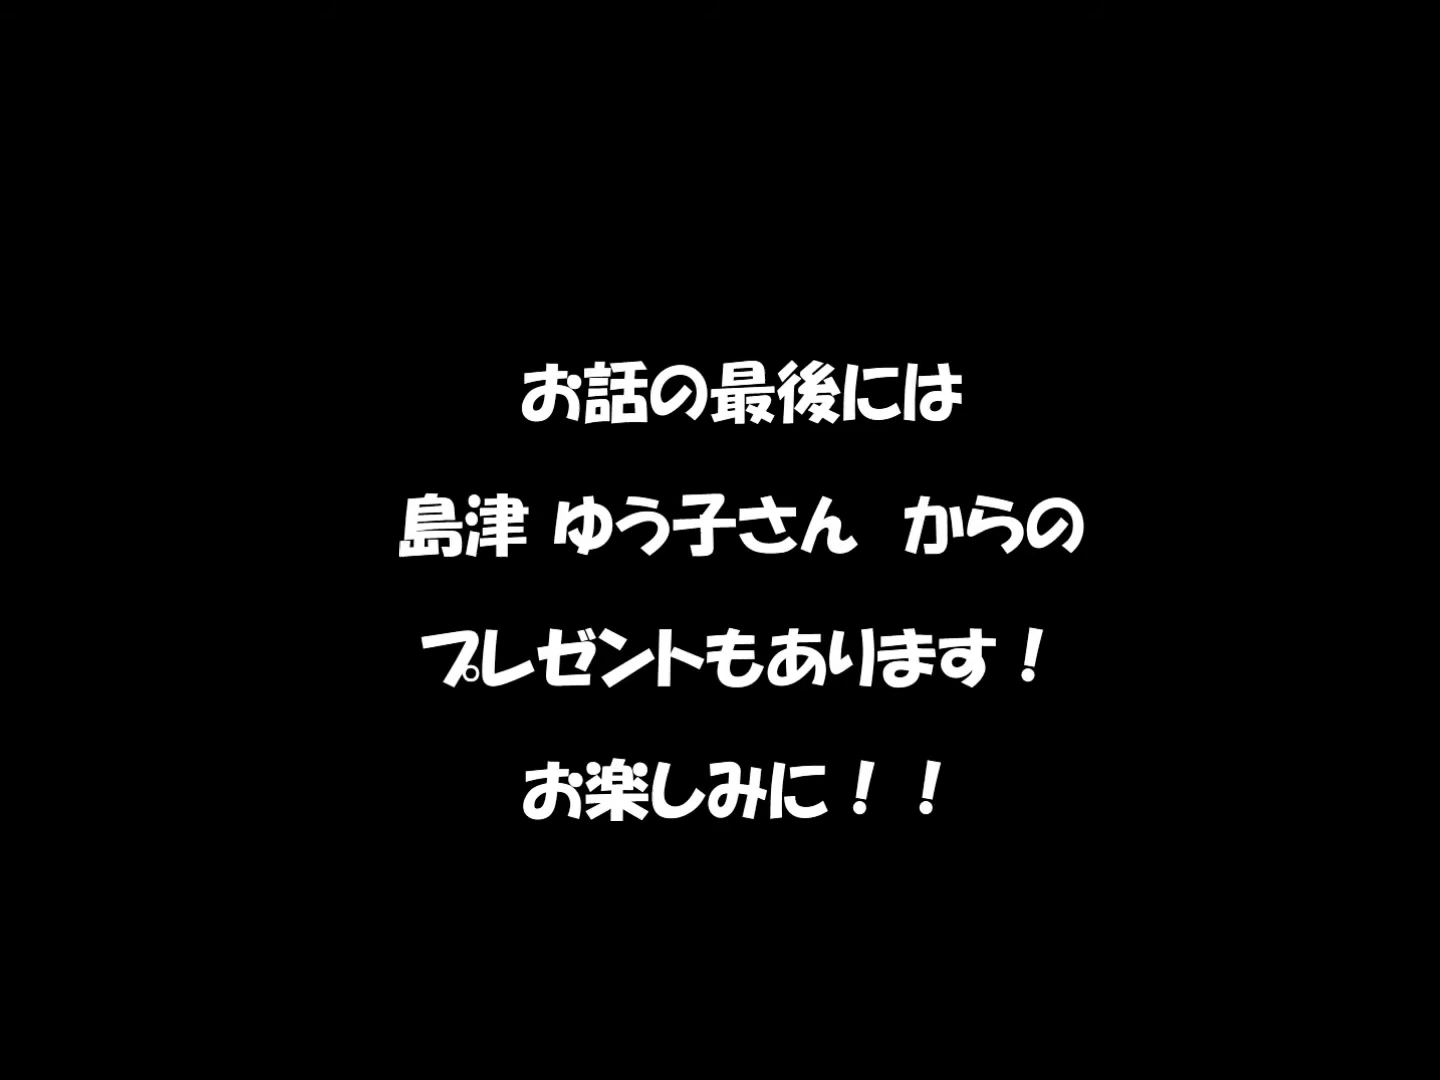 お話の最後には
島津 ゆう子さん　からの
プレゼントもあります！
お楽しみに！！